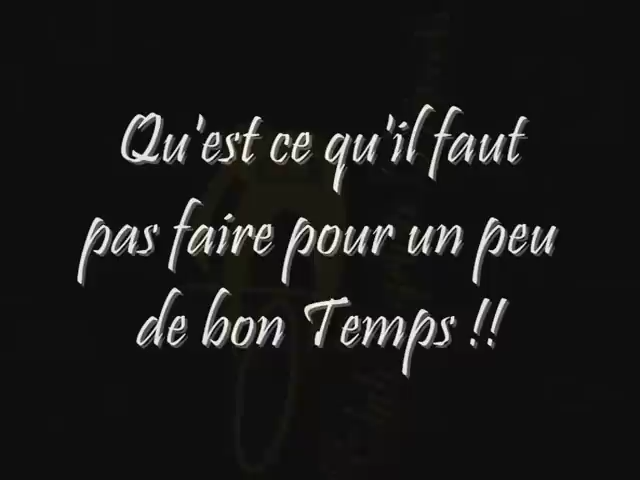 Qu'est ce qu'il faut
pas faire pour un peu
de bon Temps !!